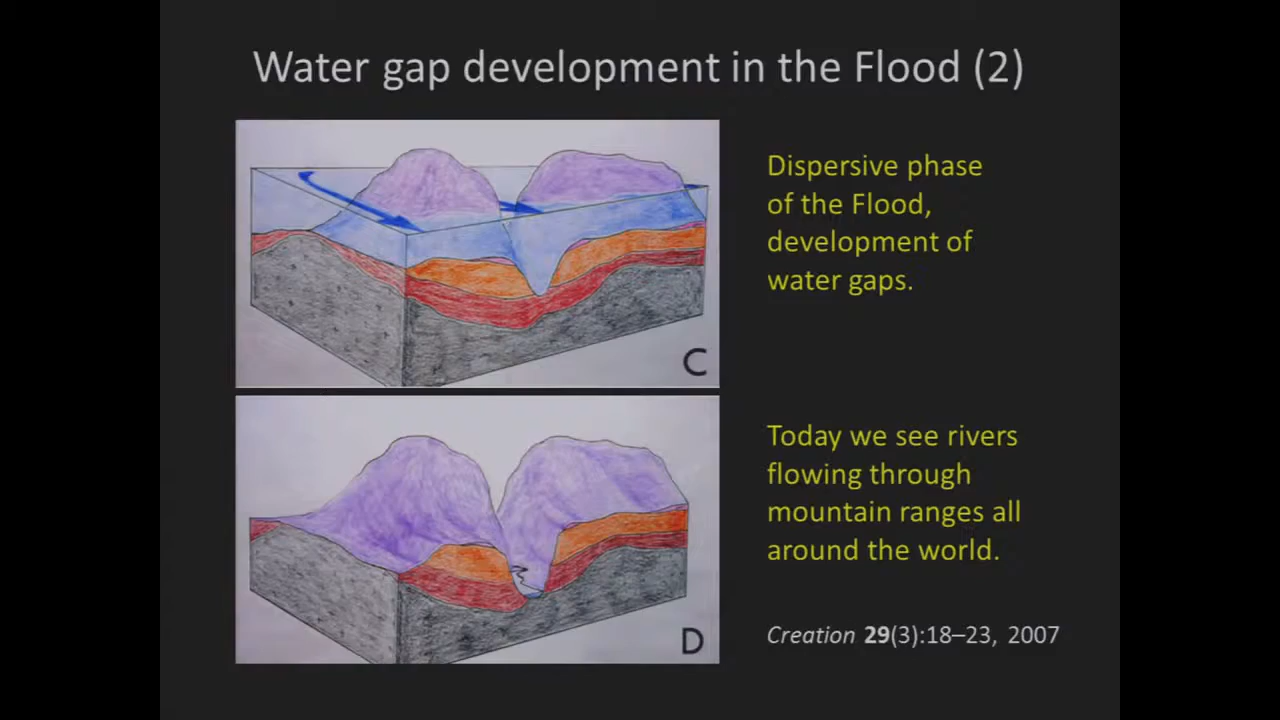 Water gap development in the Flood (2)
Dispersive phase
of the Flood,
development of
water gaps.
C
Today we see rivers
flowing through
mountain ranges all
around the world.
D
Creation 29(3):18–23, 2007